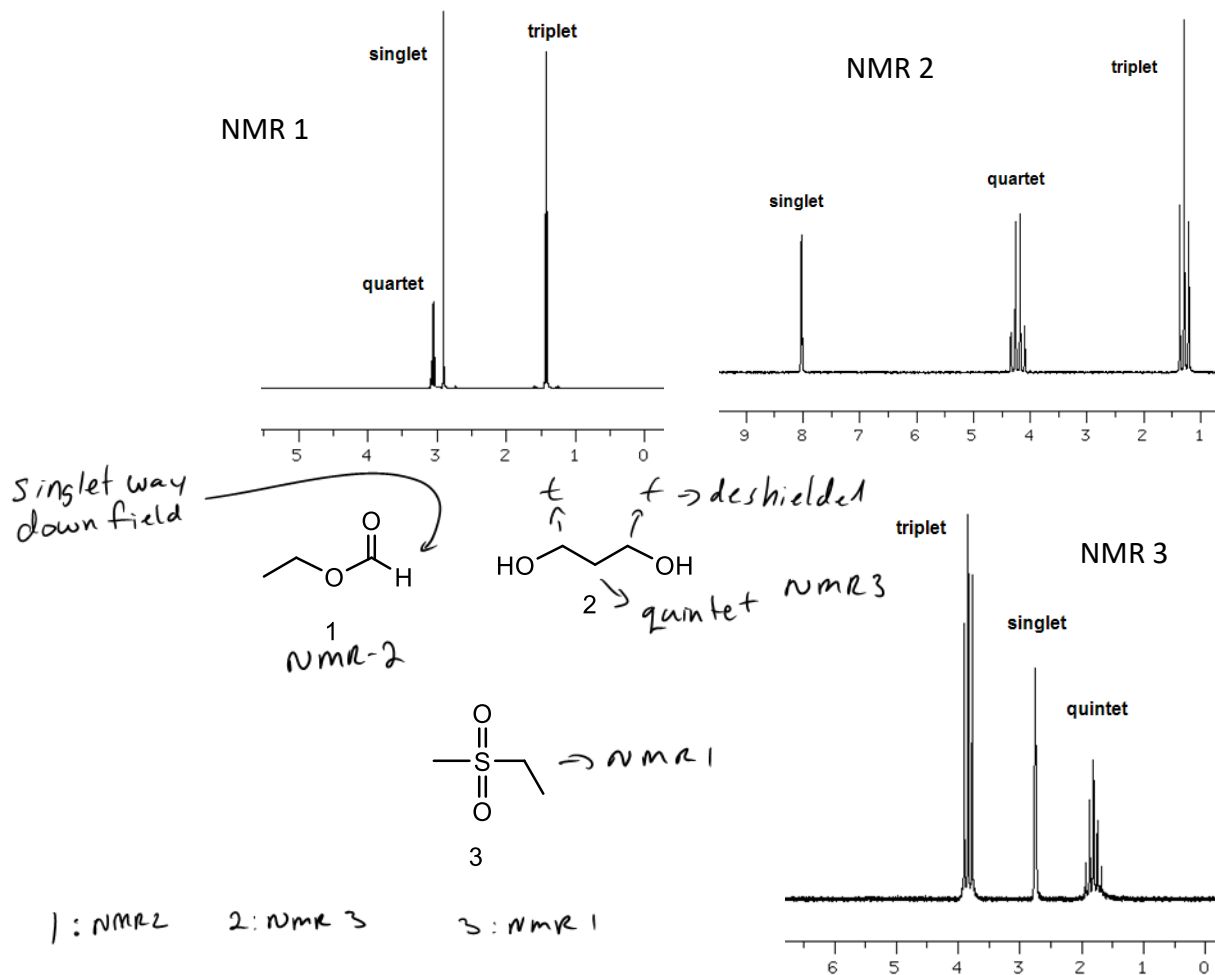 singlet
triplet
NMR 1
quartet
5 4 3 2 1 0
NMR 2
triplet
quartet
singlet
9 8 7 6 5 4 3 2 1
singlet way
down field
t t → deshielded
O
O H
1
NMR-2
HO OH
2
quintet NMR3
O
S → NMR 1
O
3
triplet
NMR 3
singlet
quintet
6 5 4 3 2 1 0
1 : NMR2 2: NMR 3 3 : NMR 1